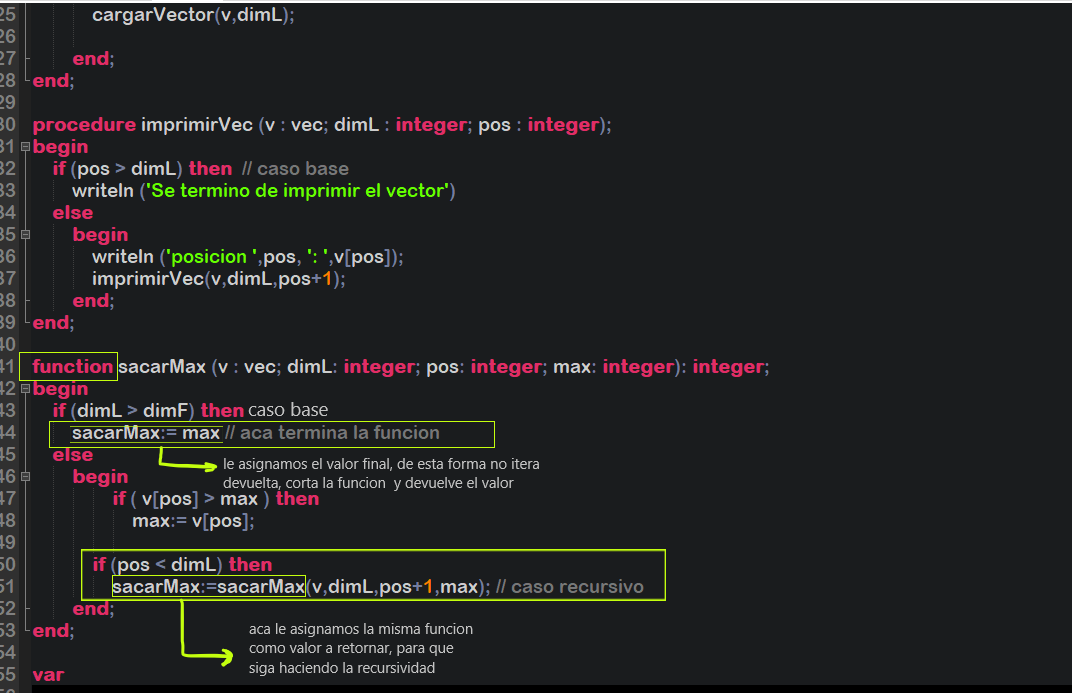 25 cargarVector(v,dimL);
26
27 end;
28 end;
29
30 procedure imprimirVec (v : vec; dimL : integer; pos : integer);
31 begin
32 if (pos > dimL) then // caso base
33 writeln ('Se termino de imprimir el vector')
34 else
35 begin
36 writeln ('posicion ',pos, ': ',v[pos]);
37 imprimirVec(v,dimL,pos+1);
38 end;
39 end;
40
41 function sacarMax (v : vec; dimL: integer; pos: integer; max: integer): integer;
42 begin
43 if (dimL > dimF) then caso base
44 sacarMax:= max // aca termina la funcion
45 else
le asignamos el valor final, de esta forma no itera
devuelta, corta la funcion y devuelve el valor
46 begin
47 if ( v[pos] > max ) then
48 max:= v[pos];
49
50 if (pos < dimL) then
51 sacarMax:=sacarMax(v,dimL,pos+1,max); // caso recursivo
52 end;
53 end;
aca le asignamos la misma funcion
como valor a retornar, para que
siga haciendo la recursividad
54
55 var